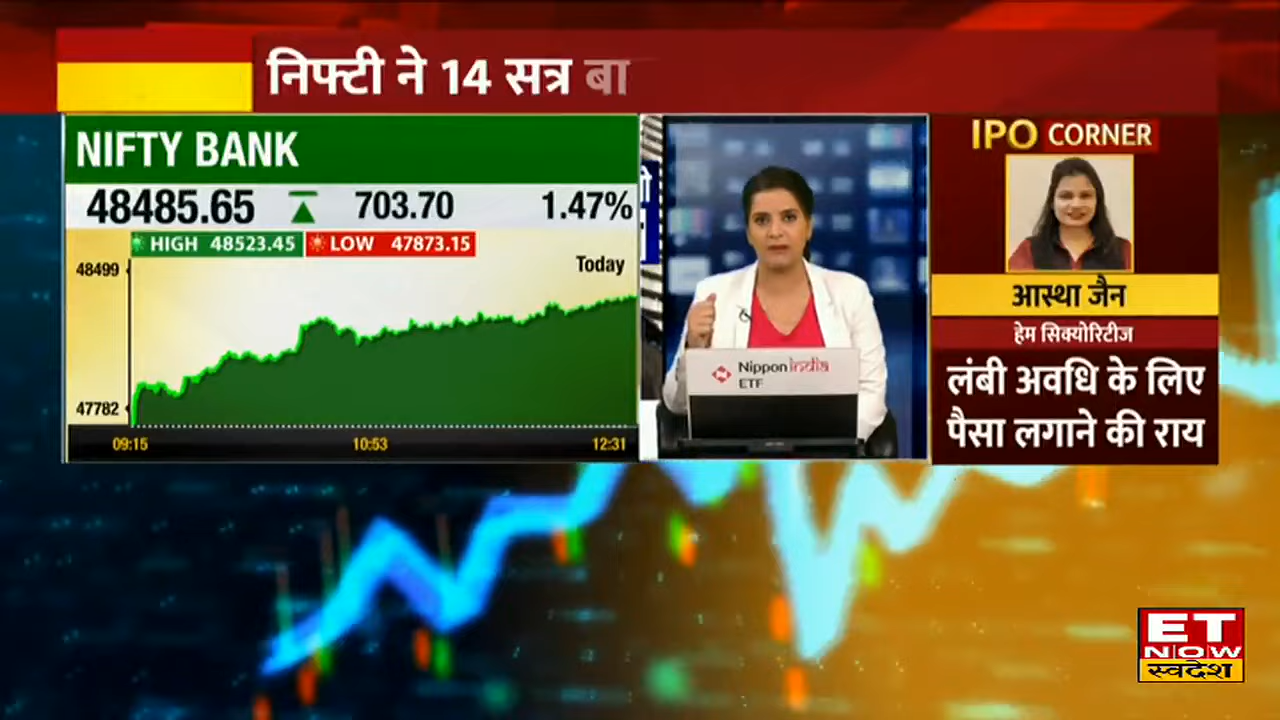 निफ्टी ने 14 सत्र बा
NIFTY BANK
48485.65 703.70 1.47%
HIGH 48523.45 LOW 47873.15
Today
48499
47782
09:15 10:53 12:31
Nippon india
ETF
IPO CORNER
आस्था जैन
हेम सिक्योरिटीज
लंबी अवधि के लिए
पैसा लगाने की राय
ET
NOW
स्वदेश